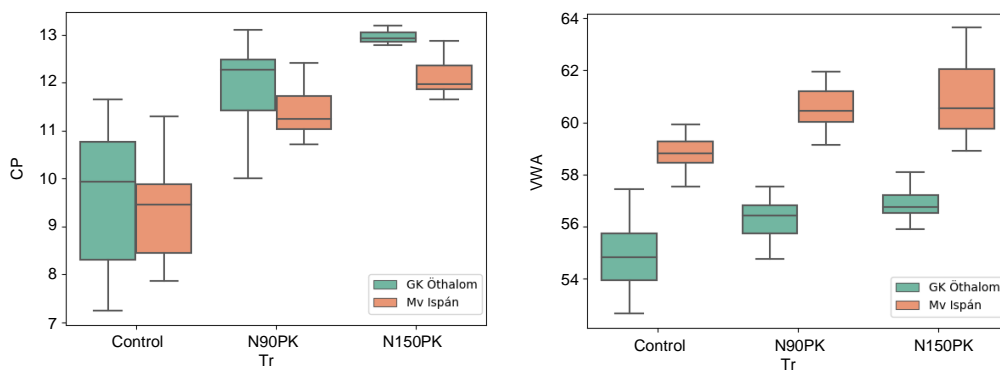 13
12
11
10
9
8
7
CP
Control
N90PK
N150PK
Tr
GK Öthalom
Mv Ispán
64
62
60
58
56
54
VWA
Control
N90PK
N150PK
Tr
GK Öthalom
Mv Ispán